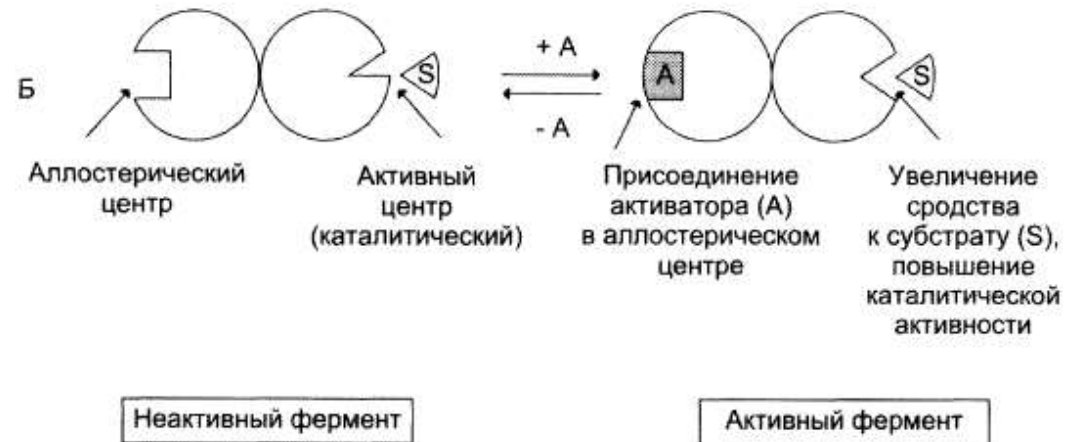 Б
S
+ А
- А
А
S
Аллостерический
центр
Активный
центр
(каталитический)
Присоединение
активатора (А)
в аллостерическом
центре
Увеличение
сродства
к субстрату (S),
повышение
каталитической
активности
Неактивный фермент
Активный фермент